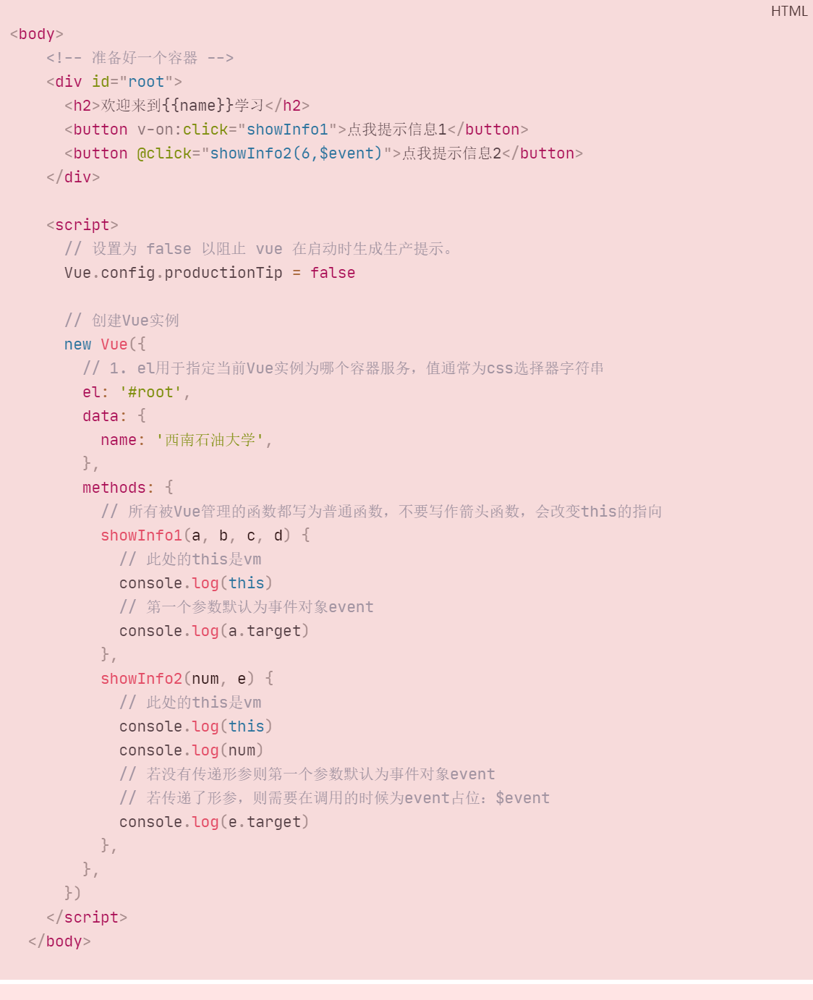 HTML
<body>
    <!-- 准备好一个容器 -->
    <div id="root">
      <h2>欢迎来到{{name}}学习</h2>
      <button v-on:click="showInfo1">点我提示信息1</button>
      <button @click="showInfo2(6,$event)">点我提示信息2</button>
    </div>

    <script>
      // 设置为 false 以阻止 vue 在启动时生成生产提示。
      Vue.config.productionTip = false

      // 创建Vue实例
      new Vue({
        // 1. el用于指定当前Vue实例为哪个容器服务，值通常为css选择器字符串
        el: '#root',
        data: {
          name: '西南石油大学',
        },
        methods: {
          // 所有被Vue管理的函数都写为普通函数，不要写作箭头函数，会改变this的指向
          showInfo1(a, b, c, d) {
            // 此处的this是vm
            console.log(this)
            // 第一个参数默认为事件对象event
            console.log(a.target)
          },
          showInfo2(num, e) {
            // 此处的this是vm
            console.log(this)
            console.log(num)
            // 若没有传递形参则第一个参数默认为事件对象event
            // 若传递了形参，则需要在调用的时候为event占位：$event
            console.log(e.target)
          },
        },
      })
    </script>
  </body>